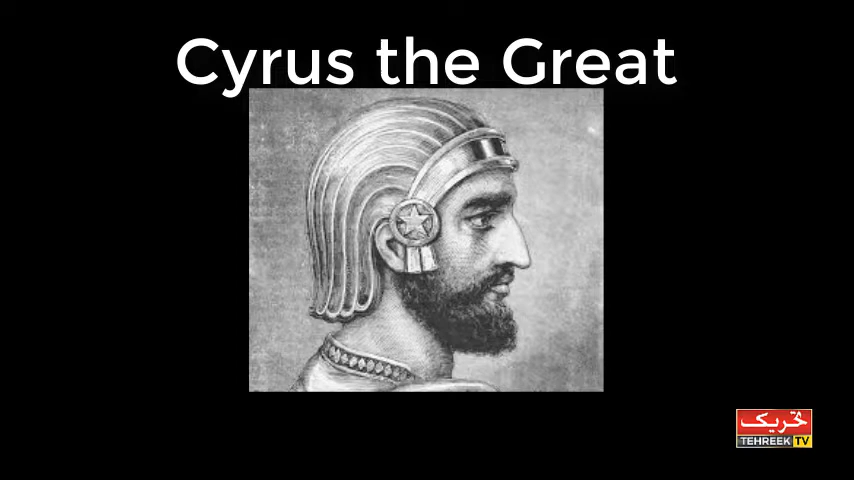 Cyrus the Great
تحریک
TEHREEK TV